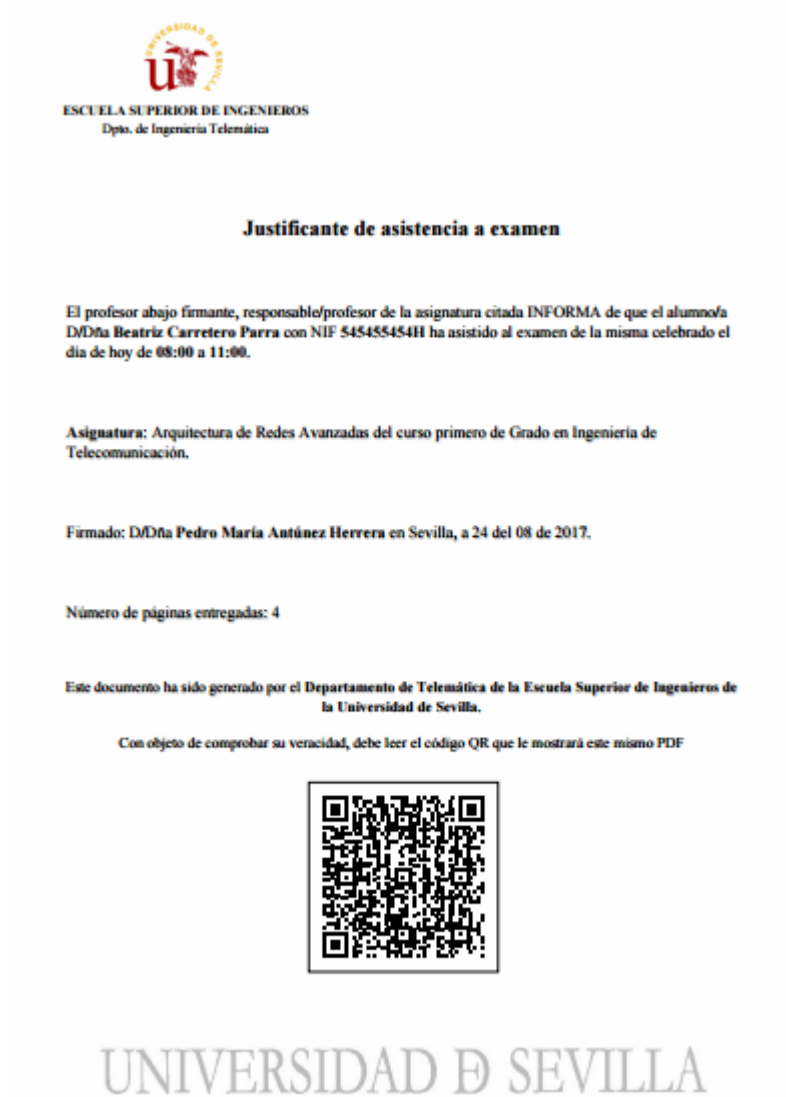 UNIVERSIDAD DE SEVILLA
ESCUELA SUPERIOR DE INGENIEROS
Dpto. de Ingeniería Telemática
Justificante de asistencia a examen
El profesor abajo firmante, responsable/profesor de la asignatura citada INFORMA de que el alumno/a
D/Dña Beatriz Carretero Parra con NIF 545455454H ha asistido al examen de la misma celebrado el
día de hoy de 08:00 a 11:00.
Asignatura: Arquitectura de Redes Avanzadas del curso primero de Grado en Ingeniería de
Telecomunicación.
Firmado: D/Dña Pedro María Antúnez Herrera en Sevilla, a 24 del 08 de 2017.
Número de páginas entregadas: 4
Este documento ha sido generado por el Departamento de Telemática de la Escuela Superior de Ingenieros de
la Universidad de Sevilla.
Con objeto de comprobar su veracidad, debe leer el código QR que le mostrará este mismo PDF
UNIVERSIDAD Ð SEVILLA